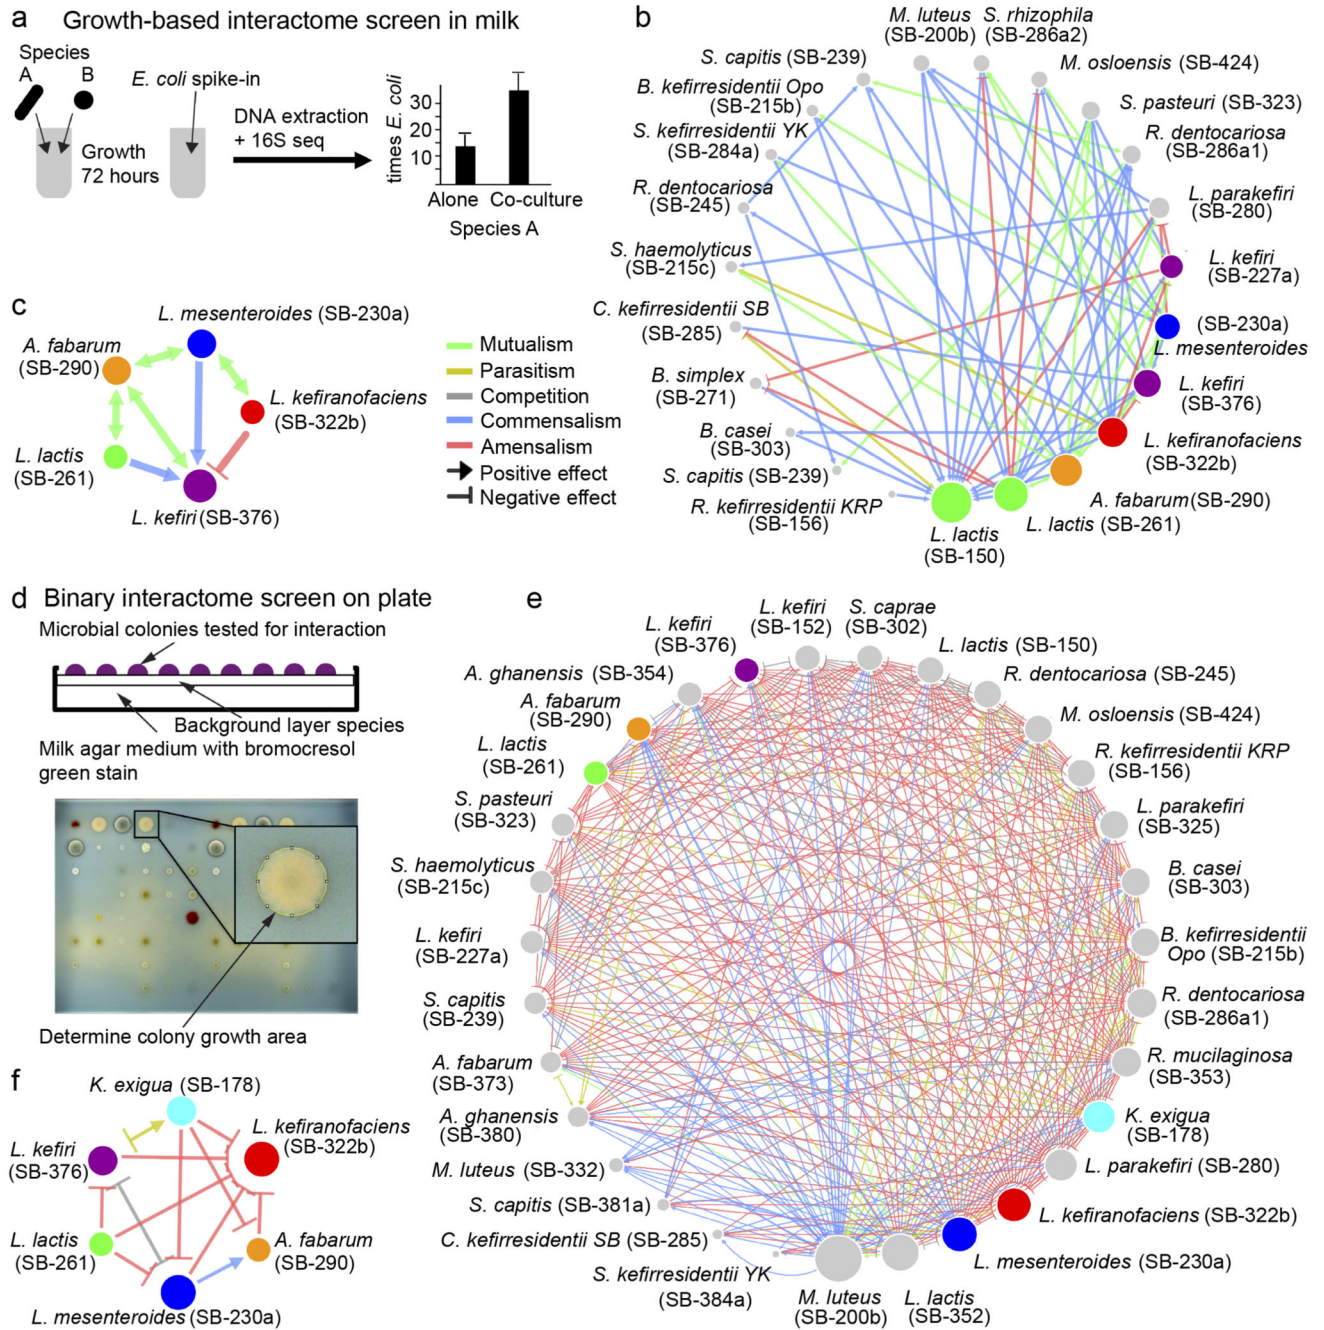 a Growth-based interactome screen in milk
Species
A B
E. coli spike-in
Growth
72 hours
DNA extraction
+ 16S seq
times E. coli
30
20
10
Alone Co-culture
Species A
b
M. luteus
(SB-200b)
S. rhizophila
(SB-286a2)
M. osloensis (SB-424)
S. pasteuri (SB-323)
R. dentocariosa
(SB-286a1)
L. parakefiri
(SB-280)
L. kefiri
(SB-227a)
(SB-230a)
L. mesenteroides
L. kefiri
(SB-376)
L. kefiranofaciens
(SB-322b)
A. fabarum(SB-290)
L. lactis (SB-261)
L. lactis
(SB-150)
R. kefirresidentii KRP
(SB-156)
S. capitis (SB-239)
B. casei
(SB-303)
B. simplex
(SB-271)
C. kefirresidentii SB
(SB-285)
S. haemolyticus
(SB-215c)
R. dentocariosa
(SB-245)
S. kefirresidentii YK
(SB-284a)
B. kefirresidentii Opo
(SB-215b)
S. capitis (SB-239)
c
L. mesenteroides (SB-230a)
A. fabarum
(SB-290)
L. kefiranofaciens
(SB-322b)
L. lactis
(SB-261)
L. kefiri (SB-376)
Mutualism
Parasitism
Competition
Commensalism
Amensalism
Positive effect
Negative effect
d Binary interactome screen on plate
Microbial colonies tested for interaction
Background layer species
Milk agar medium with bromocresol
green stain
Determine colony growth area
e
L. kefiri
(SB-376)
L. kefiri
(SB-152)
S. caprae
(SB-302)
L. lactis (SB-150)
R. dentocariosa (SB-245)
M. osloensis (SB-424)
R. kefirresidentii KRP
(SB-156)
L. parakefiri
(SB-325)
B. casei
(SB-303)
B. kefirresidentii
Opo (SB-215b)
R. dentocariosa
(SB-286a1)
R. mucilaginosa
(SB-353)
K. exigua
(SB-178)
L. parakefiri (SB-280)
L. kefiranofaciens (SB-322b)
L. mesenteroides (SB-230a)
L. lactis
(SB-352)
M. luteus
(SB-200b)
S. kefirresidentii YK
(SB-384a)
C. kefirresidentii SB (SB-285)
S. capitis (SB-381a)
M. luteus (SB-332)
A. ghanensis
(SB-380)
A. fabarum
(SB-373)
S. capitis
(SB-239)
L. kefiri
(SB-227a)
S. haemolyticus
(SB-215c)
S. pasteuri
(SB-323)
L. lactis
(SB-261)
A. fabarum
(SB-290)
A. ghanensis (SB-354)
f
K. exigua (SB-178)
L. kefiranofaciens
(SB-322b)
L. kefiri
(SB-376)
L. lactis
(SB-261)
A. fabarum
(SB-290)
L. mesenteroides (SB-230a)